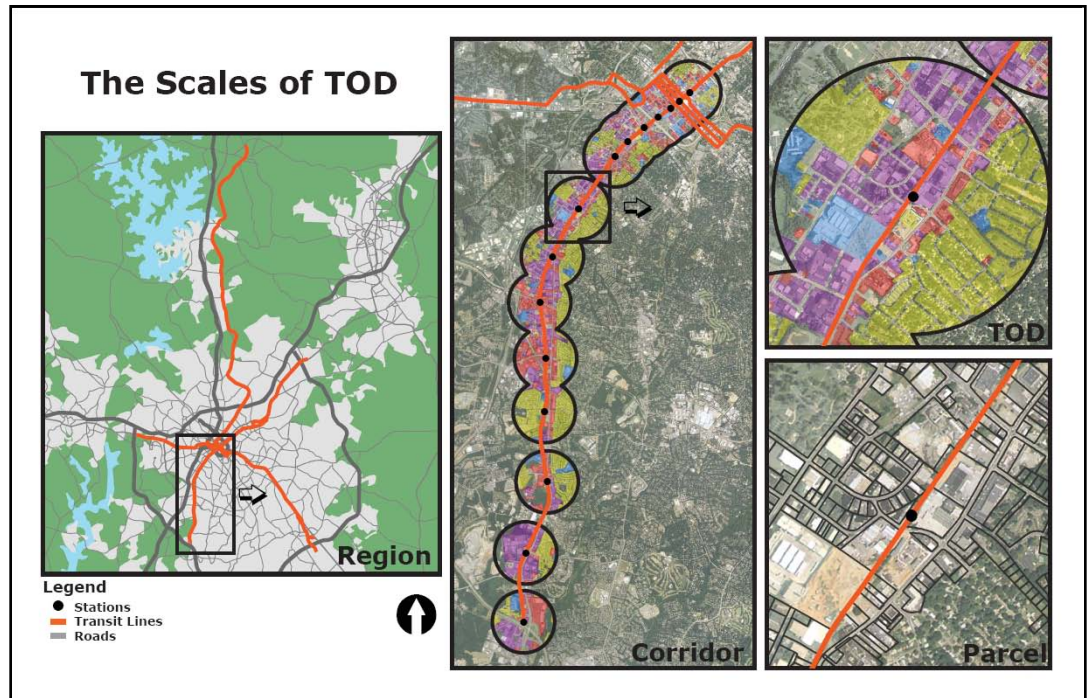 The Scales of TOD
Region
Legend
Stations
Transit Lines
Roads
Corridor
TOD
Parcel